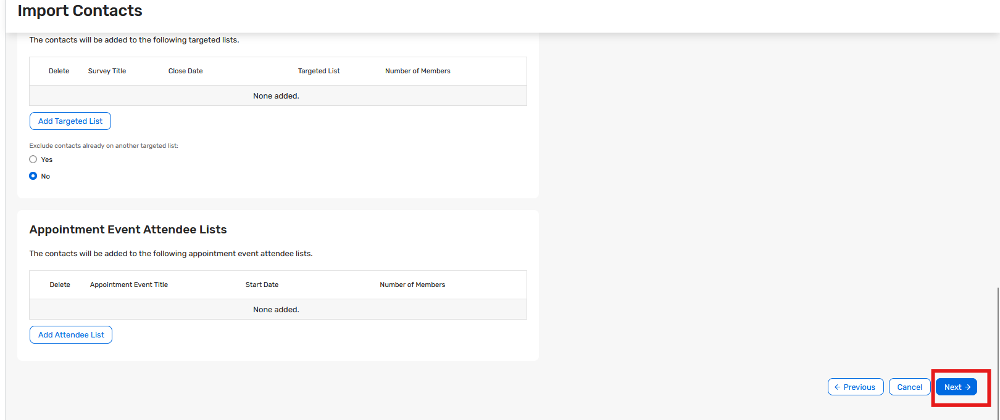 Import Contacts
The contacts will be added to the following targeted lists.
Delete Survey Title Close Date Targeted List Number of Members
None added.
Add Targeted List
Exclude contacts already on another targeted list:
Yes
No
Appointment Event Attendee Lists
The contacts will be added to the following appointment event attendee lists.
Delete Appointment Event Title Start Date Number of Members
None added.
Add Attendee List
← Previous Cancel Next →